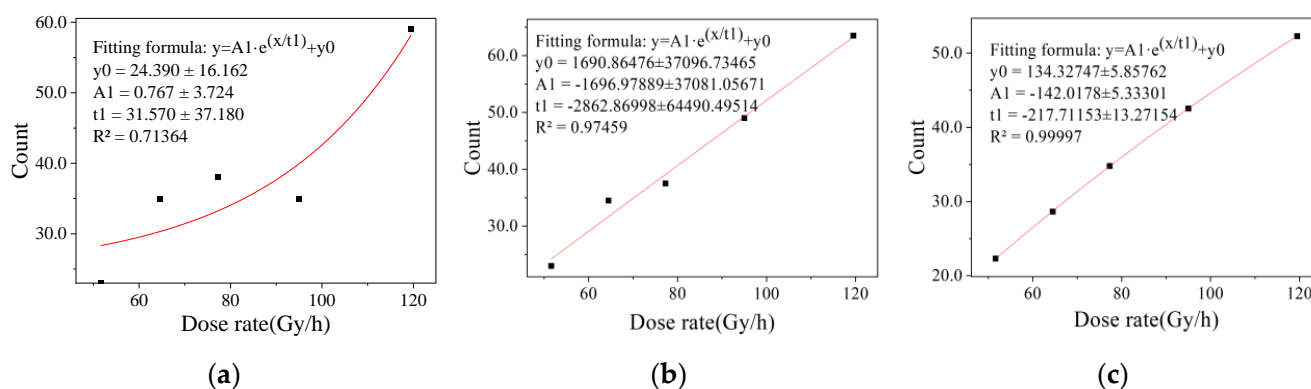 60.0
50.0
40.0
30.0
Count
Fitting formula: y=A1·e(x/t1)+y0
y0 = 24.390 ± 16.162
A1 = 0.767 ± 3.724
t1 = 31.570 ± 37.180
R² = 0.71364
60 80 100 120
Dose rate(Gy/h)
(a)
60.0
50.0
40.0
30.0
Count
Fitting formula: y=A1·e(x/t1)+y0
y0 = 1690.86476±37096.73465
A1 = -1696.97889±37081.05671
t1 = -2862.86998±64490.49514
R² = 0.97459
60 80 100 120
Dose rate(Gy/h)
(b)
50.0
40.0
30.0
20.0
Count
Fitting formula: y=A1·e(x/t1)+y0
y0 = 134.32747±5.85762
A1 = -142.0178±5.33301
t1 = -217.71153±13.27154
R² = 0.99997
60 80 100 120
Dose rate(Gy/h)
(c)